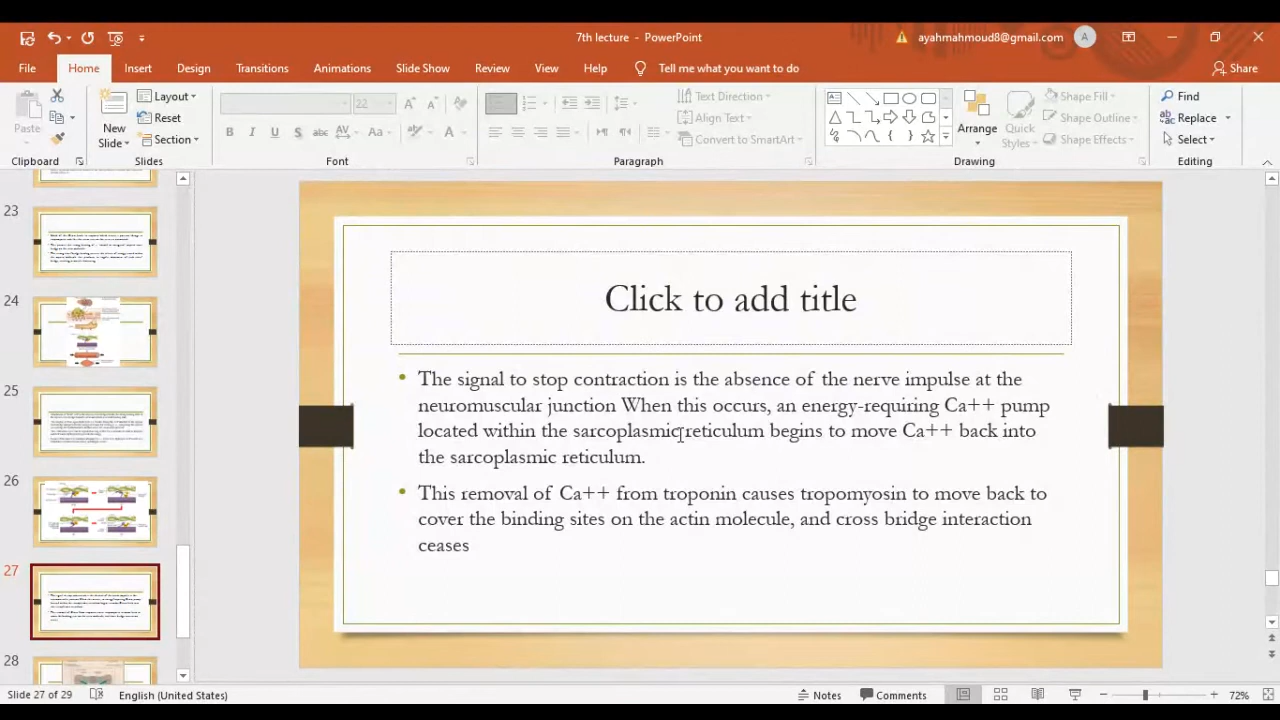 7th lecture - PowerPoint
ayahmahmoud8@gmail.com
A
File
Home
Insert
Design
Transitions
Animations
Slide Show
Review
View
Help
Tell me what you want to do
Share
Paste
Clipboard
New
Slide
Layout
Reset
Section
Slides
22
Font
Text Direction
Align Text
Convert to SmartArt
Paragraph
Arrange
Quick
Styles
Shape Fill
Shape Outline
Shape Effects
Drawing
Find
Replace
Select
Editing
23
24
25
26
27
28
Click to add title
The signal to stop contraction is the absence of the nerve impulse at the
neuromuscular junction When this occurs, an energy-requiring Ca++ pump
located within the sarcoplasmic reticulum begins to move Ca++ back into
the sarcoplasmic reticulum.
This removal of Ca++ from troponin causes tropomyosin to move back to
cover the binding sites on the actin molecule, and cross bridge interaction
ceases
Slide 27 of 29
English (United States)
Notes
Comments
72%